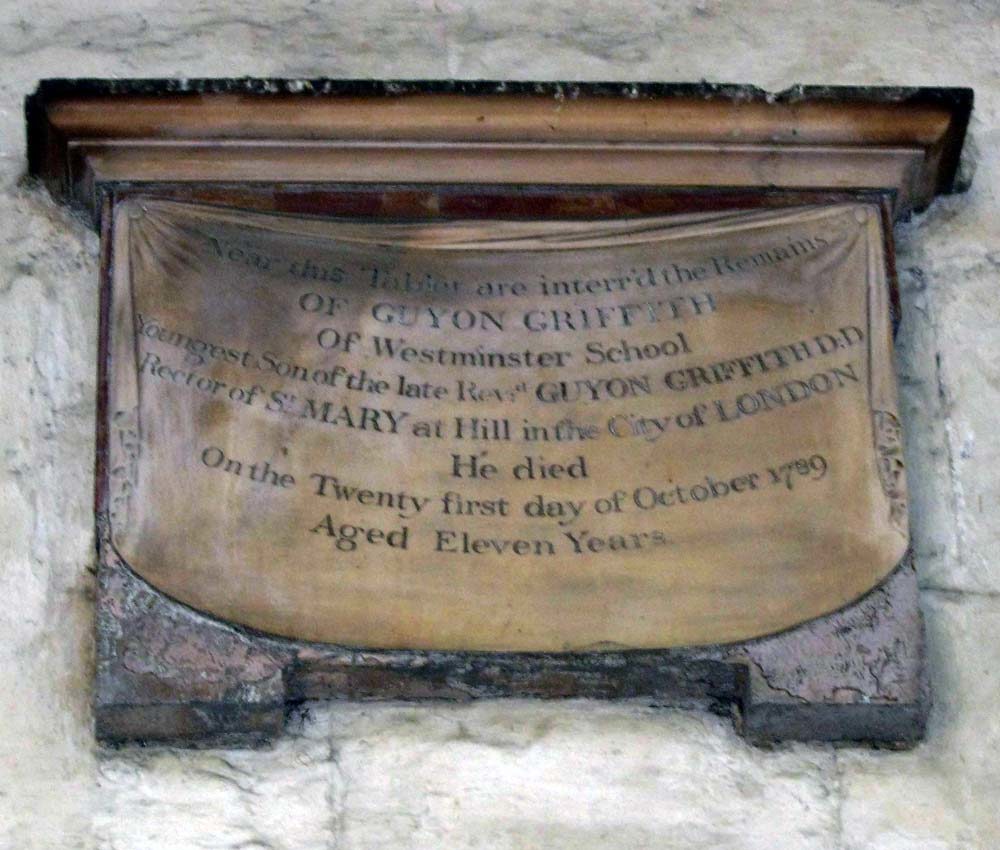 Near this Tablet are interr'd the Remains
OF GUYON GRIFFITH
Of Westminster School
Youngest Son of the late Rev:d GUYON GRIFFITH D:D
Rector of St. MARY at Hill in the City of LONDON
He died
On the Twenty first day of October 1789
Aged Eleven Years.